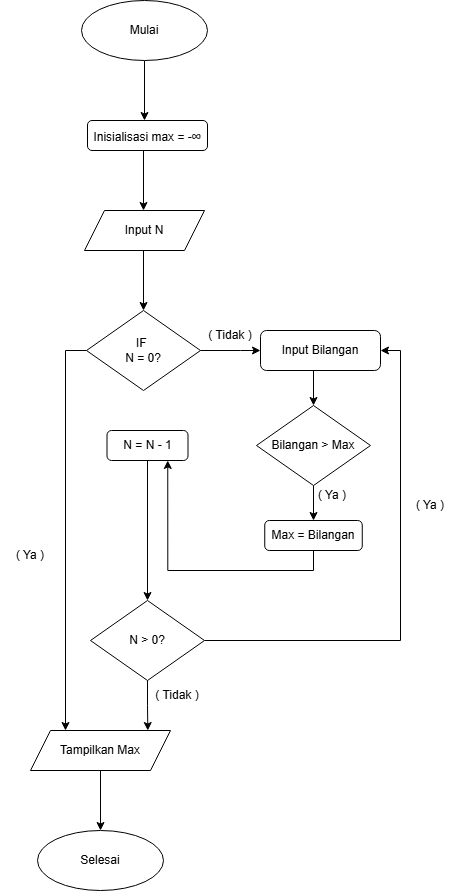 Mulai
Inisialisasi max = -∞
Input N
IF
N = 0?
( Tidak )
Input Bilangan
N = N - 1
Bilangan > Max
( Ya )
( Ya )
Max = Bilangan
( Ya )
N > 0?
( Tidak )
Tampilkan Max
Selesai